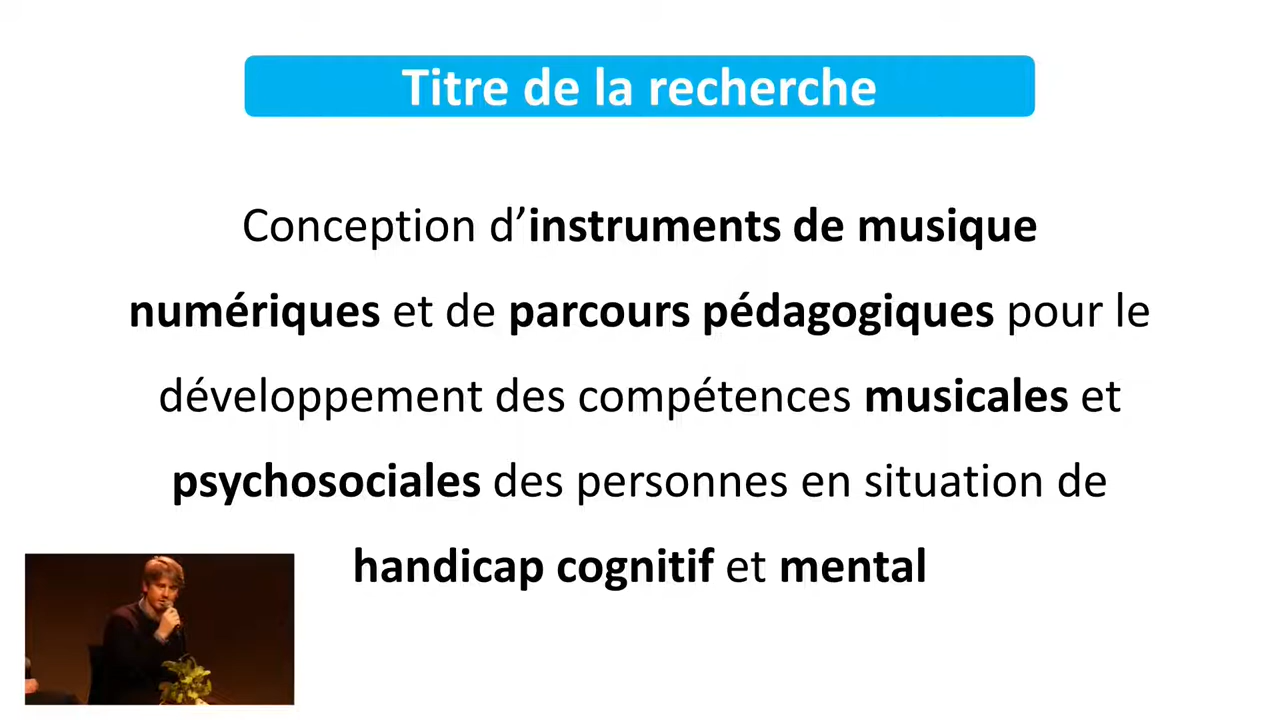 Titre de la recherche
Conception d’instruments de musique
numériques et de parcours pédagogiques pour le
développement des compétences musicales et
psychosociales des personnes en situation de
handicap cognitif et mental